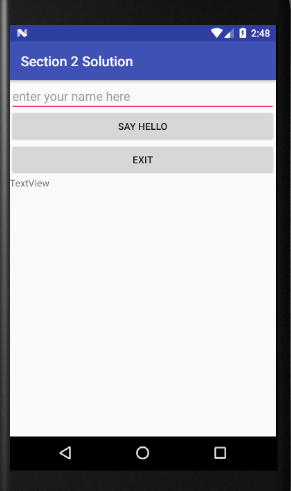 2:48
Section 2 Solution
enter your name here
SAY HELLO
EXIT
TextView